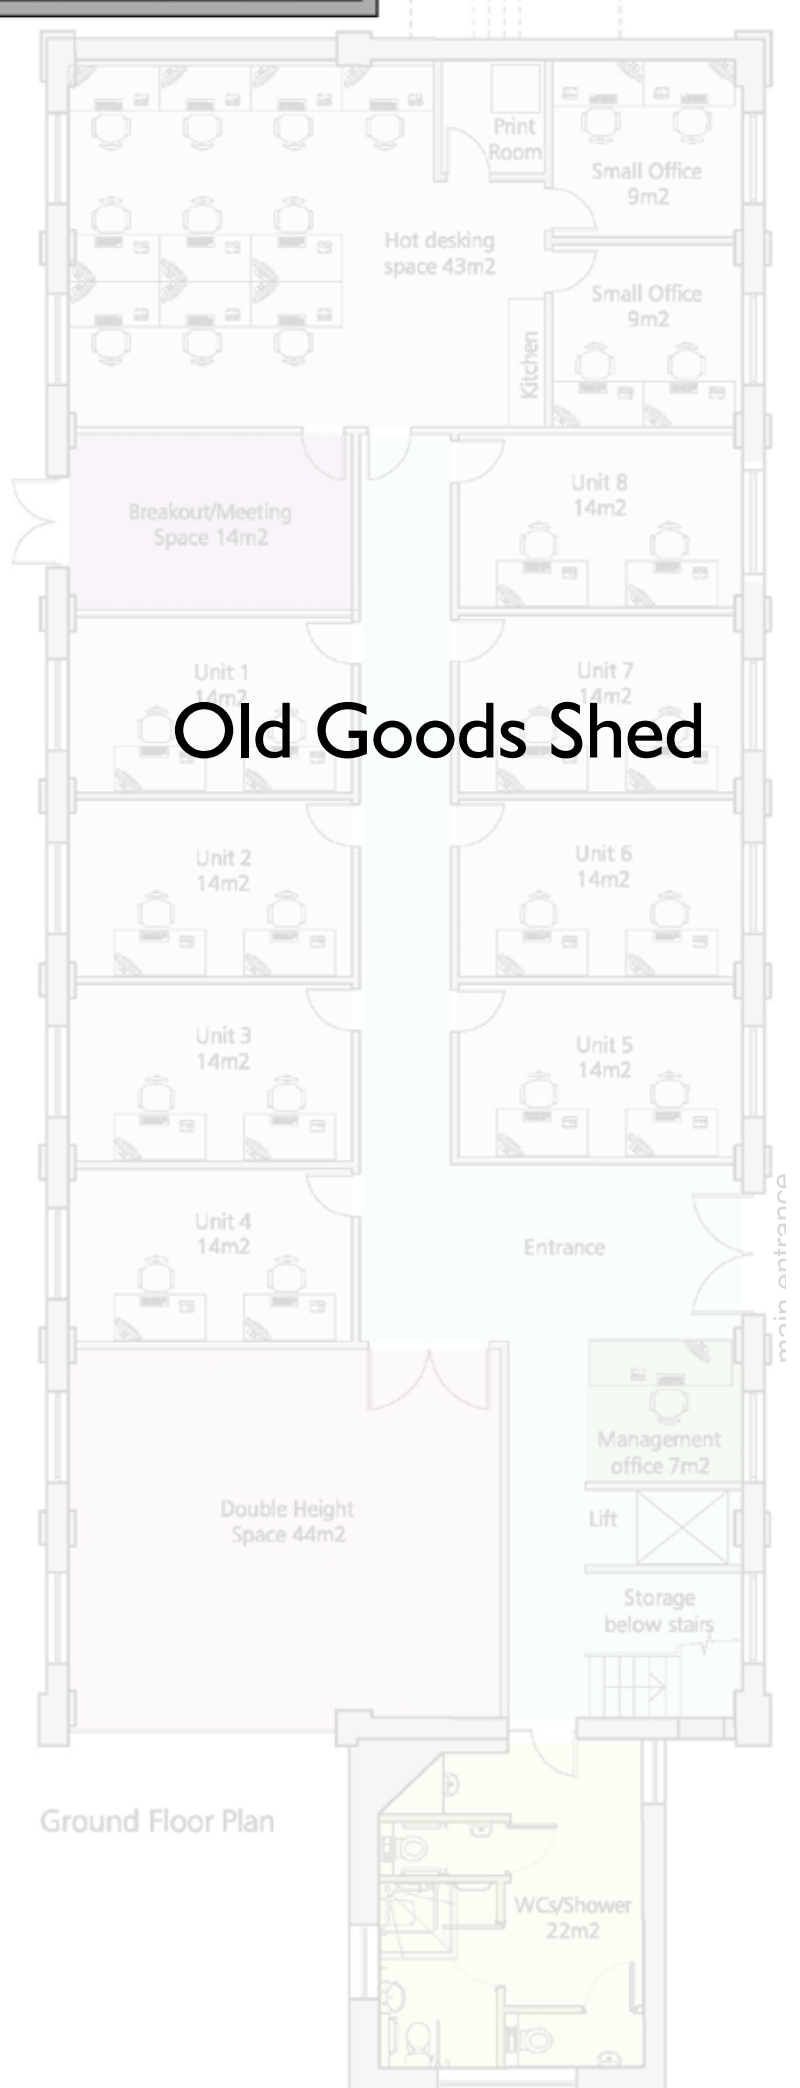 Print
Room
Small Office
9m2
Hot desking
space 43m2
Small Office
9m2
Kitchen
Unit 8
14m2
Breakout/Meeting
Space 14m2
Unit 1
14m2
Unit 7
14m2
Old Goods Shed
Unit 2
14m2
Unit 6
14m2
Unit 3
14m2
Unit 5
14m2
main entrance
Unit 4
14m2
Entrance
Management
office 7m2
Double Height
Space 44m2
Lift
Storage
below stairs
Ground Floor Plan
WCs/Shower
22m2